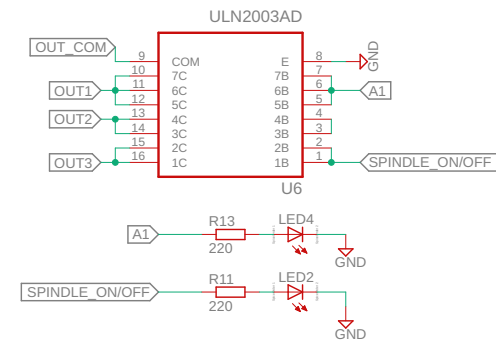 ULN2003AD
OUT_COM
9 COM E 8 GND
10 7C 7B 7
OUT1 11 6C 6B 6 A1
12 5C 5B 5
OUT2 13 4C 4B 4
14 3C 3B 3
15 2C 2B 2
OUT3 16 1C 1B 1 SPINDLE_ON/OFF
U6
A1 R13 220 LED4 GND
SPINDLE_ON/OFF R11 220 LED2 GND